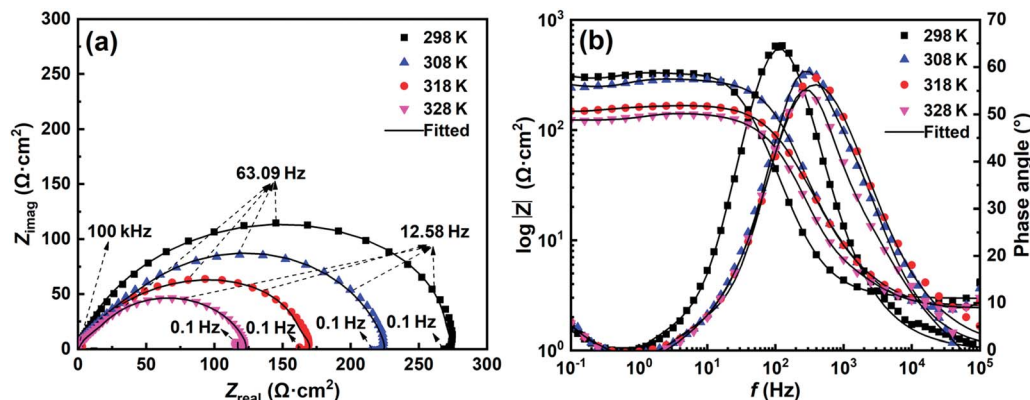 (a)
298 K
308 K
318 K
328 K
Fitted
63.09 Hz
100 kHz
12.58 Hz
0.1 Hz
0.1 Hz
0.1 Hz
0.1 Hz
300
250
200
150
100
50
0
Z_imag (Ω·cm²)
0 50 100 150 200 250 300
Z_real (Ω·cm²)
(b)
298 K
308 K
318 K
328 K
Fitted
10³
10²
10¹
10⁰
log |Z| (Ω·cm²)
70
60
50
40
30
20
10
0
Phase angle (°)
10⁻¹ 10⁰ 10¹ 10² 10³ 10⁴ 10⁵
f (Hz)